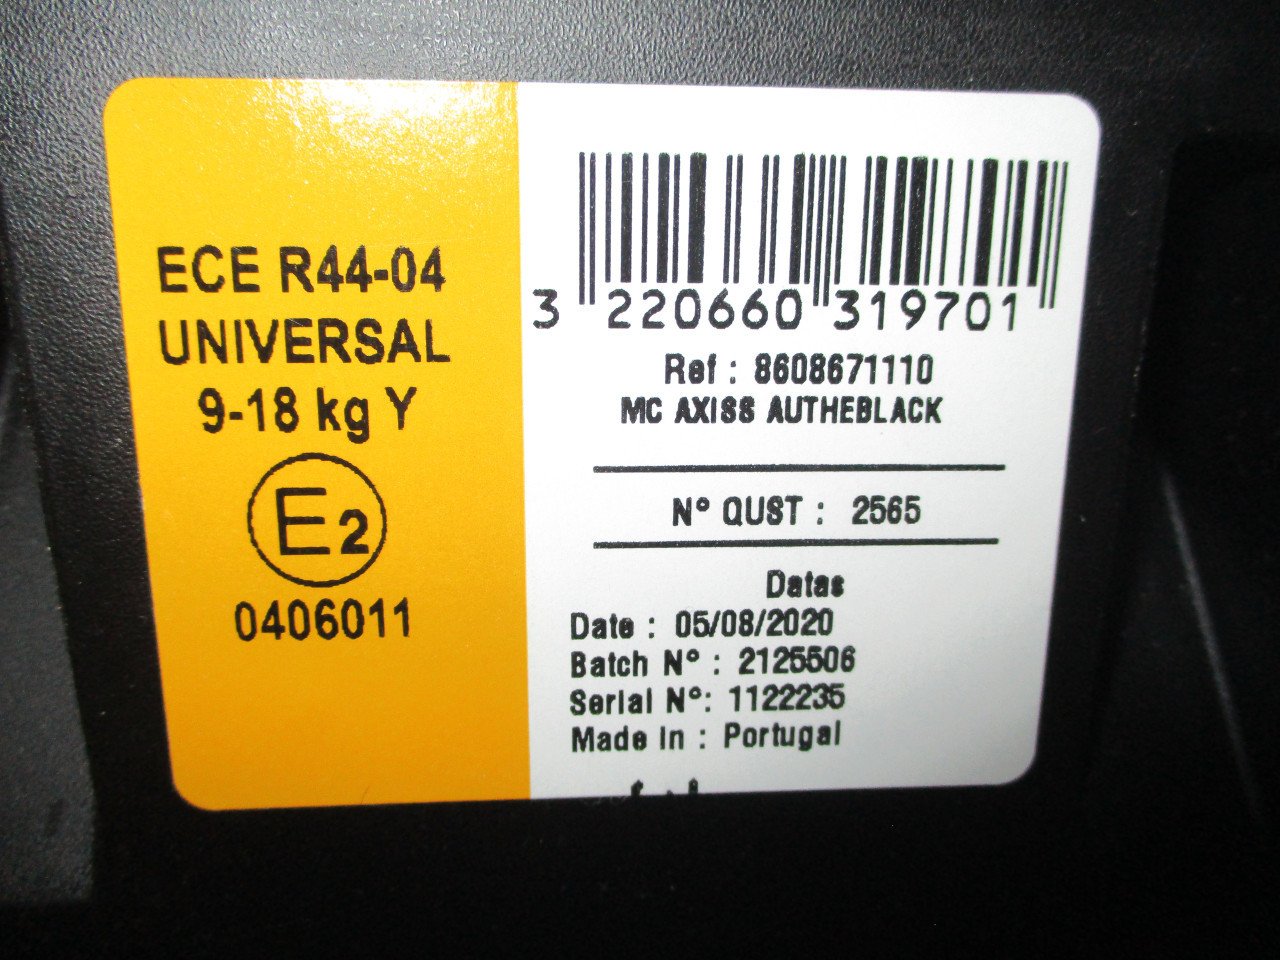 ECE R44-04
UNIVERSAL
9-18 kg Y
E2
0406011
3 220660 319701
Ref : 8608671110
MC AXISS AUTHEBLACK
N° QUST : 2565
Datas
Date : 05/08/2020
Batch N° : 2125506
Serial N°: 1122235
Made in : Portugal